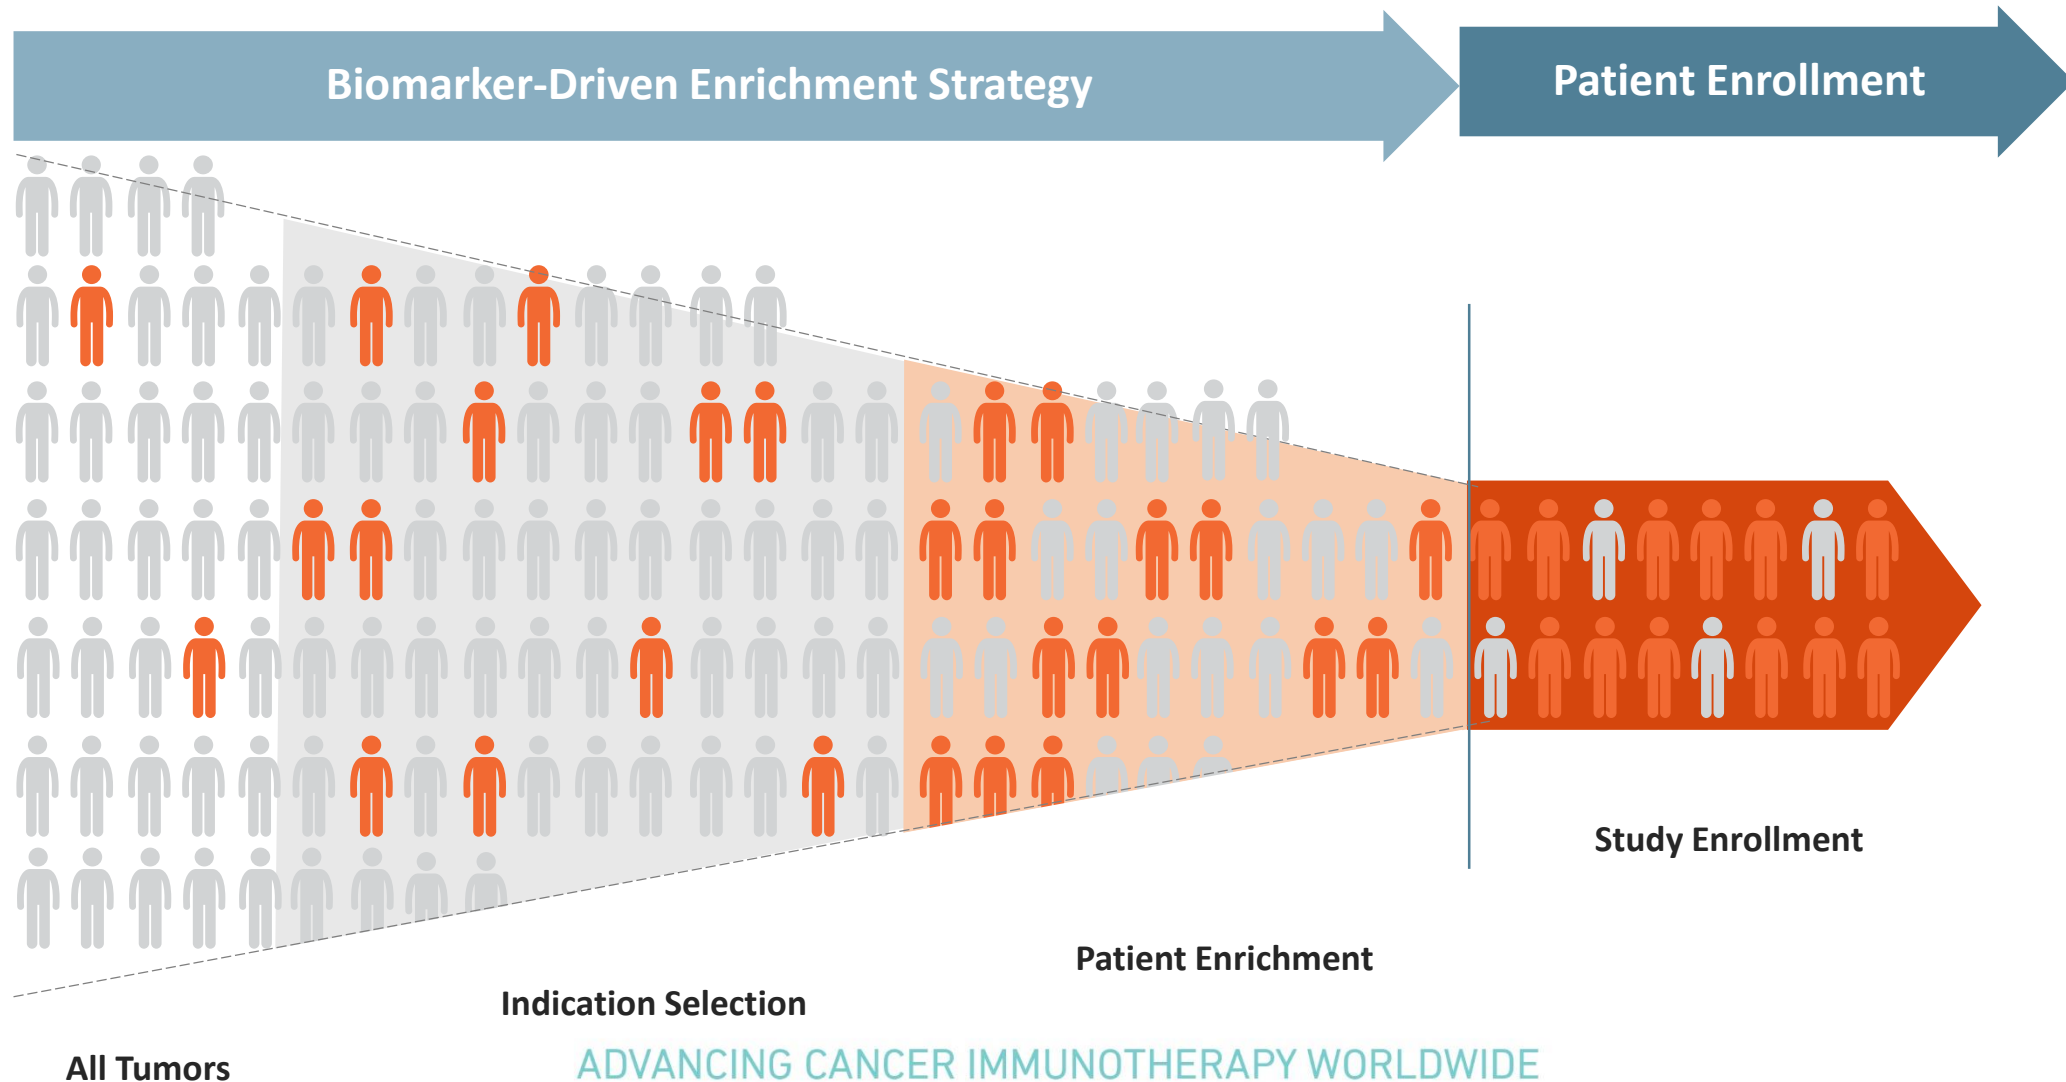 Biomarker-Driven Enrichment Strategy
Patient Enrollment
Study Enrollment
Patient Enrichment
Indication Selection
All Tumors
ADVANCING CANCER IMMUNOTHERAPY WORLDWIDE